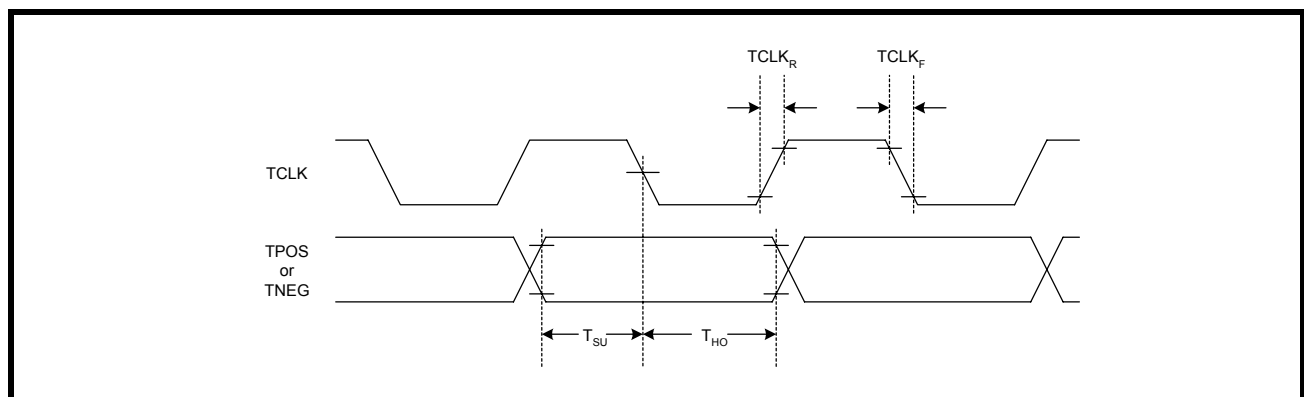 TCLK_R
TCLK_F
TCLK
TPOS
or
TNEG
T_SU
T_HO